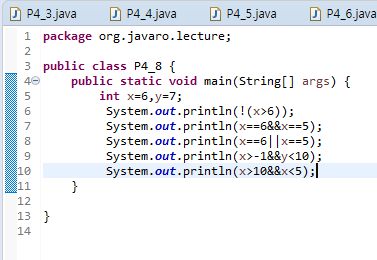 P4_3.java P4_4.java P4_5.java P4_6.java
1 package org.javaro.lecture;
2
3 public class P4_8 {
4 public static void main(String[] args) {
5 int x=6,y=7;
6 System.out.println(!(x>6));
7 System.out.println(x==6&&x==5);
8 System.out.println(x==6||x==5);
9 System.out.println(x>-1&&y<10);
10 System.out.println(x>10&&x<5);
11 }
12
13 }
14